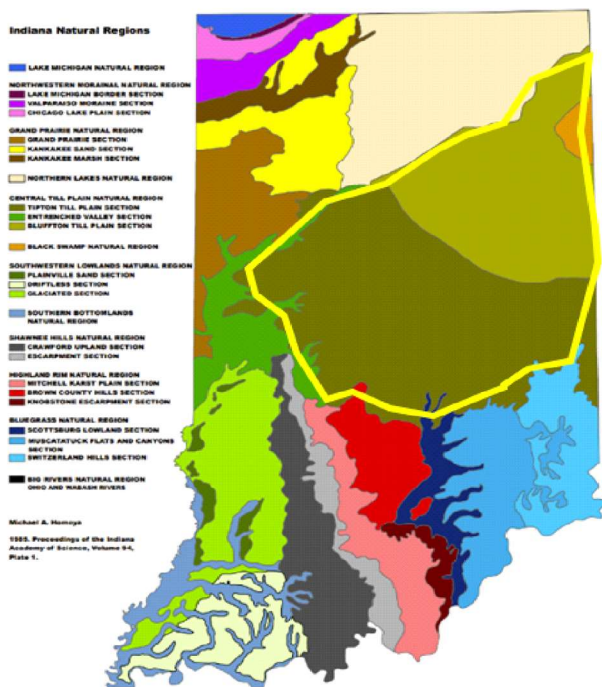 Indiana Natural Regions
LAKE MICHIGAN NATURAL REGION
NORTHWESTERN MORAINAL NATURAL REGION
LAKE MICHIGAN BORDER SECTION
VALPARAISO MORAINE SECTION
CHICAGO LAKE PLAIN SECTION
GRAND PRAIRIE NATURAL REGION
GRAND PRAIRIE SECTION
KANKAKEE SAND SECTION
KANKAKEE MARSH SECTION
NORTHERN LAKES NATURAL REGION
CENTRAL TILL PLAIN NATURAL REGION
TIPTON TILL PLAIN SECTION
ENTRENCHED VALLEY SECTION
BLUFFTON TILL PLAIN SECTION
BLACK SWAMP NATURAL REGION
SOUTHWESTERN LOWLANDS NATURAL REGION
PLAINVILLE SAND SECTION
DRIFTLESS SECTION
GLACIATED SECTION
SOUTHERN BOTTOMLANDS
NATURAL REGION
SHAWNEE HILLS NATURAL REGION
CRAWFORD UPLAND SECTION
ESCARPMENT SECTION
HIGHLAND RIM NATURAL REGION
MITCHELL KARST PLAIN SECTION
BROWN COUNTY HILLS SECTION
KNOBSTONE ESCARPMENT SECTION
BLUEGRASS NATURAL REGION
SCOTTSBURG LOWLAND SECTION
MUSCATATUCK FLATS AND CANYONS
SECTION
SWITZERLAND HILLS SECTION
BIG RIVERS NATURAL REGION
OHIO AND WABASH RIVERS
Michael A. Homoya
1985. Proceedings of the Indiana
Academy of Science, Volume 94,
Plate 1.